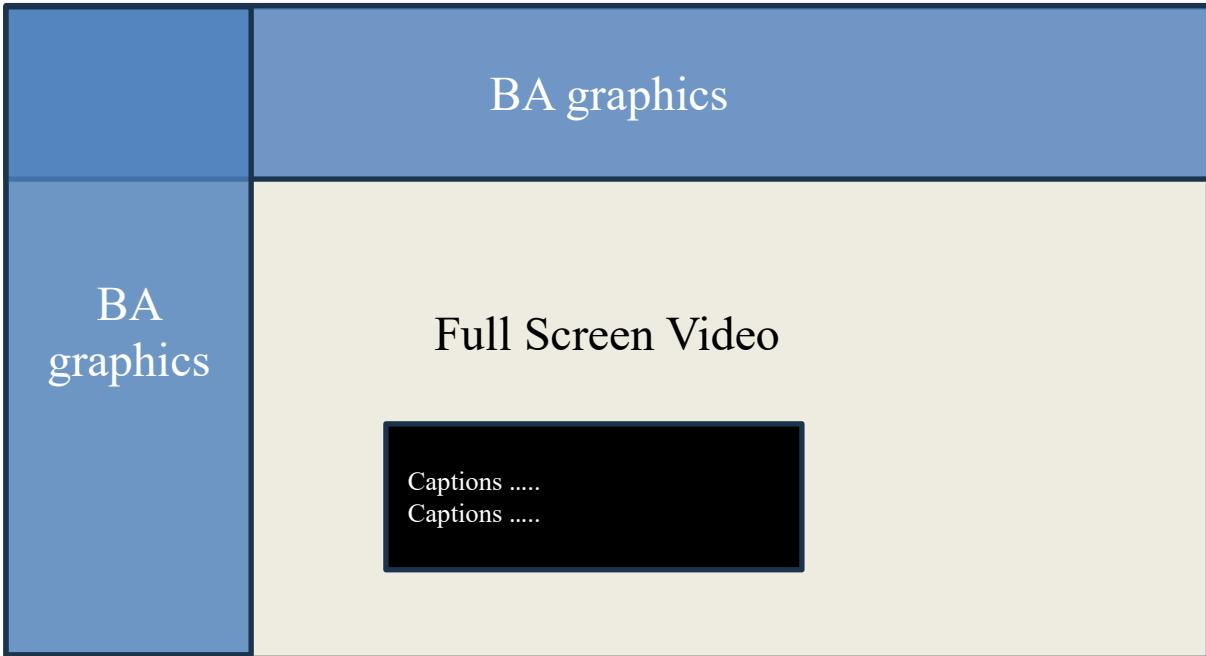 BA graphics
BA
graphics
Full Screen Video
Captions .....
Captions .....